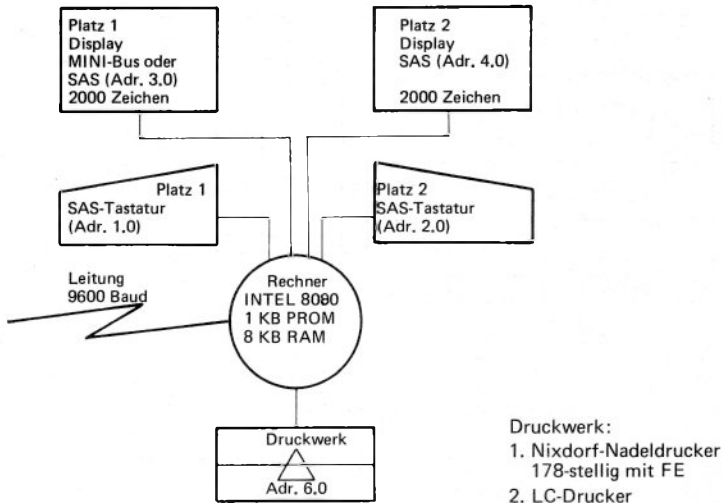 Platz 1
Display
MINI-Bus oder
SAS (Adr. 3.0)
2000 Zeichen
Platz 2
Display
SAS (Adr. 4.0)
2000 Zeichen
Platz 1
SAS-Tastatur
(Adr. 1.0)
Platz 2
SAS-Tastatur
(Adr. 2.0)
Leitung
9600 Baud
Rechner
INTEL 8080
1 KB PROM
8 KB RAM
Druckwerk
Adr. 6.0
Druckwerk:
1. Nixdorf-Nadeldrucker
178-stellig mit FE
2. LC-Drucker